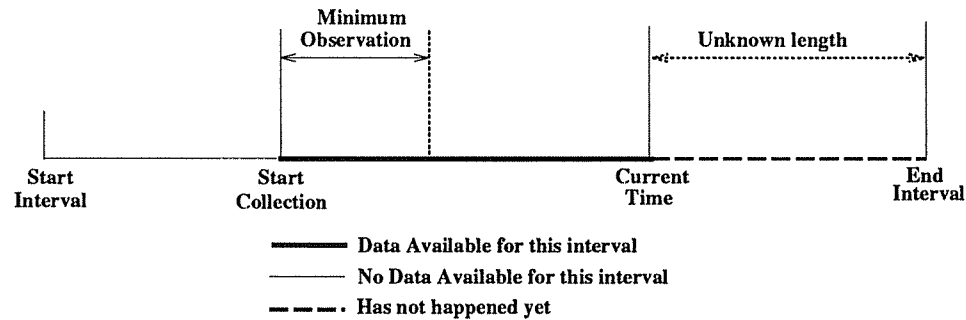 Minimum
Observation
Unknown length
Start
Interval
Start
Collection
Current
Time
End
Interval
Data Available for this interval
No Data Available for this interval
Has not happened yet